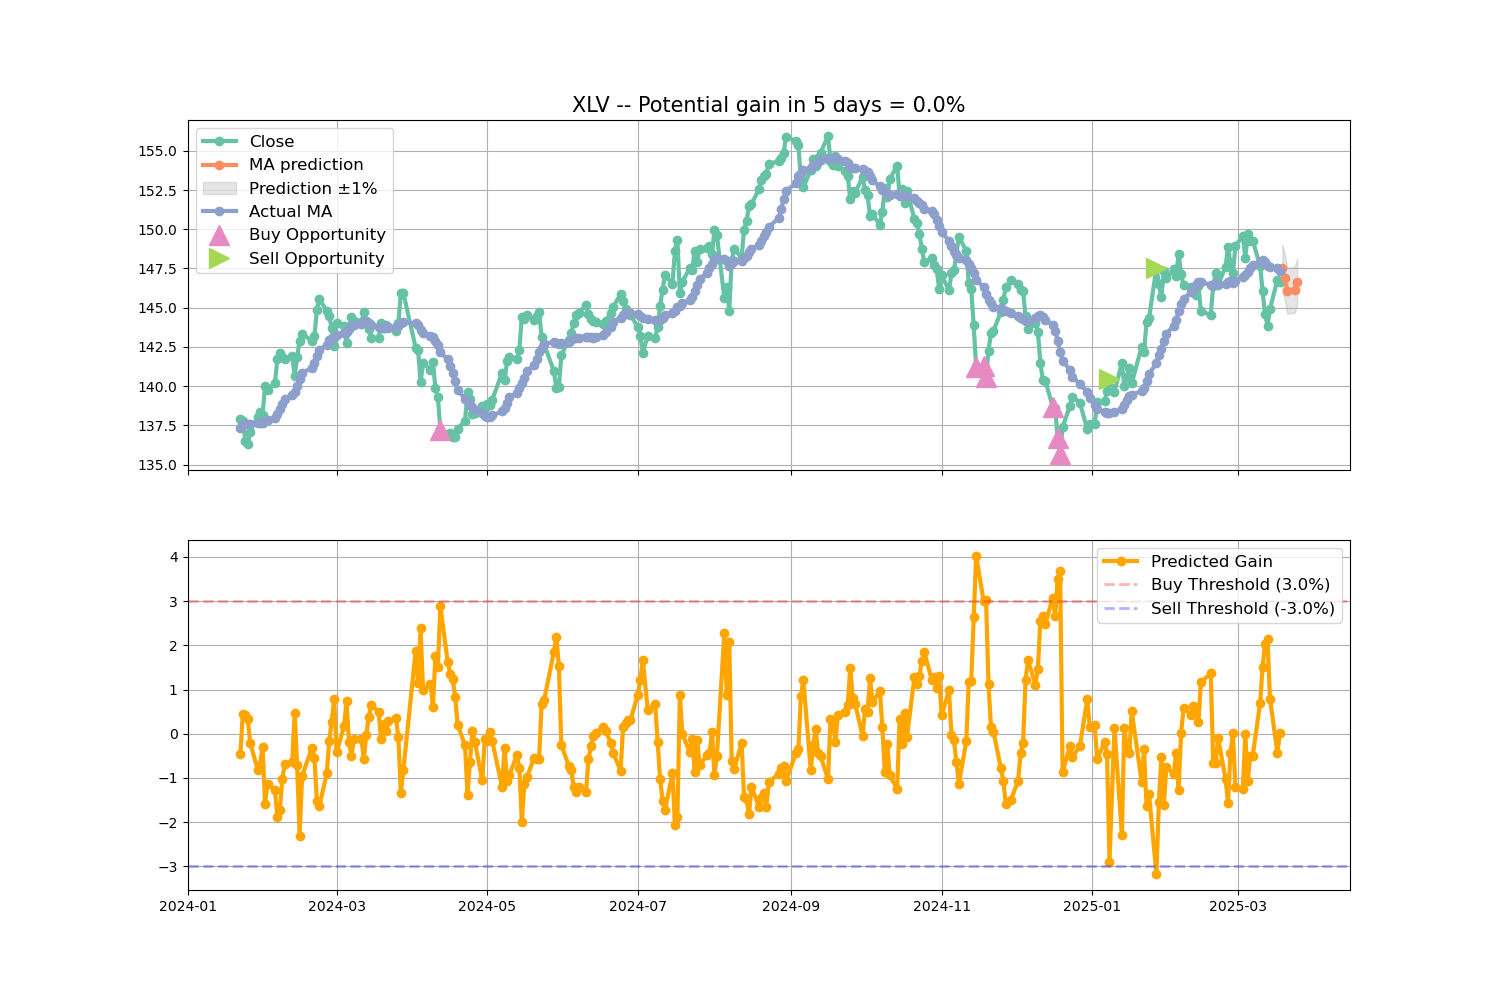 XLV -- Potential gain in 5 days = 0.0%
Close
MA prediction
Prediction ±1%
Actual MA
Buy Opportunity
Sell Opportunity
155.0
152.5
150.0
147.5
145.0
142.5
140.0
137.5
135.0
Predicted Gain
Buy Threshold (3.0%)
Sell Threshold (-3.0%)
4
3
2
1
0
−1
−2
−3
2024-01 2024-03 2024-05 2024-07 2024-09 2024-11 2025-01 2025-03